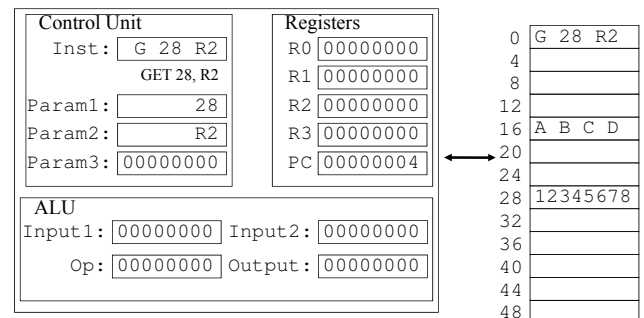 Control Unit
Inst: G 28 R2
GET 28, R2
Param1: 28
Param2: R2
Param3: 00000000
Registers
R0 00000000
R1 00000000
R2 00000000
R3 00000000
PC 00000004
ALU
Input1: 00000000 Input2: 00000000
Op: 00000000 Output: 00000000
0 G 28 R2
4
8
12
16 A B C D
20
24
28 12345678
32
36
40
44
48